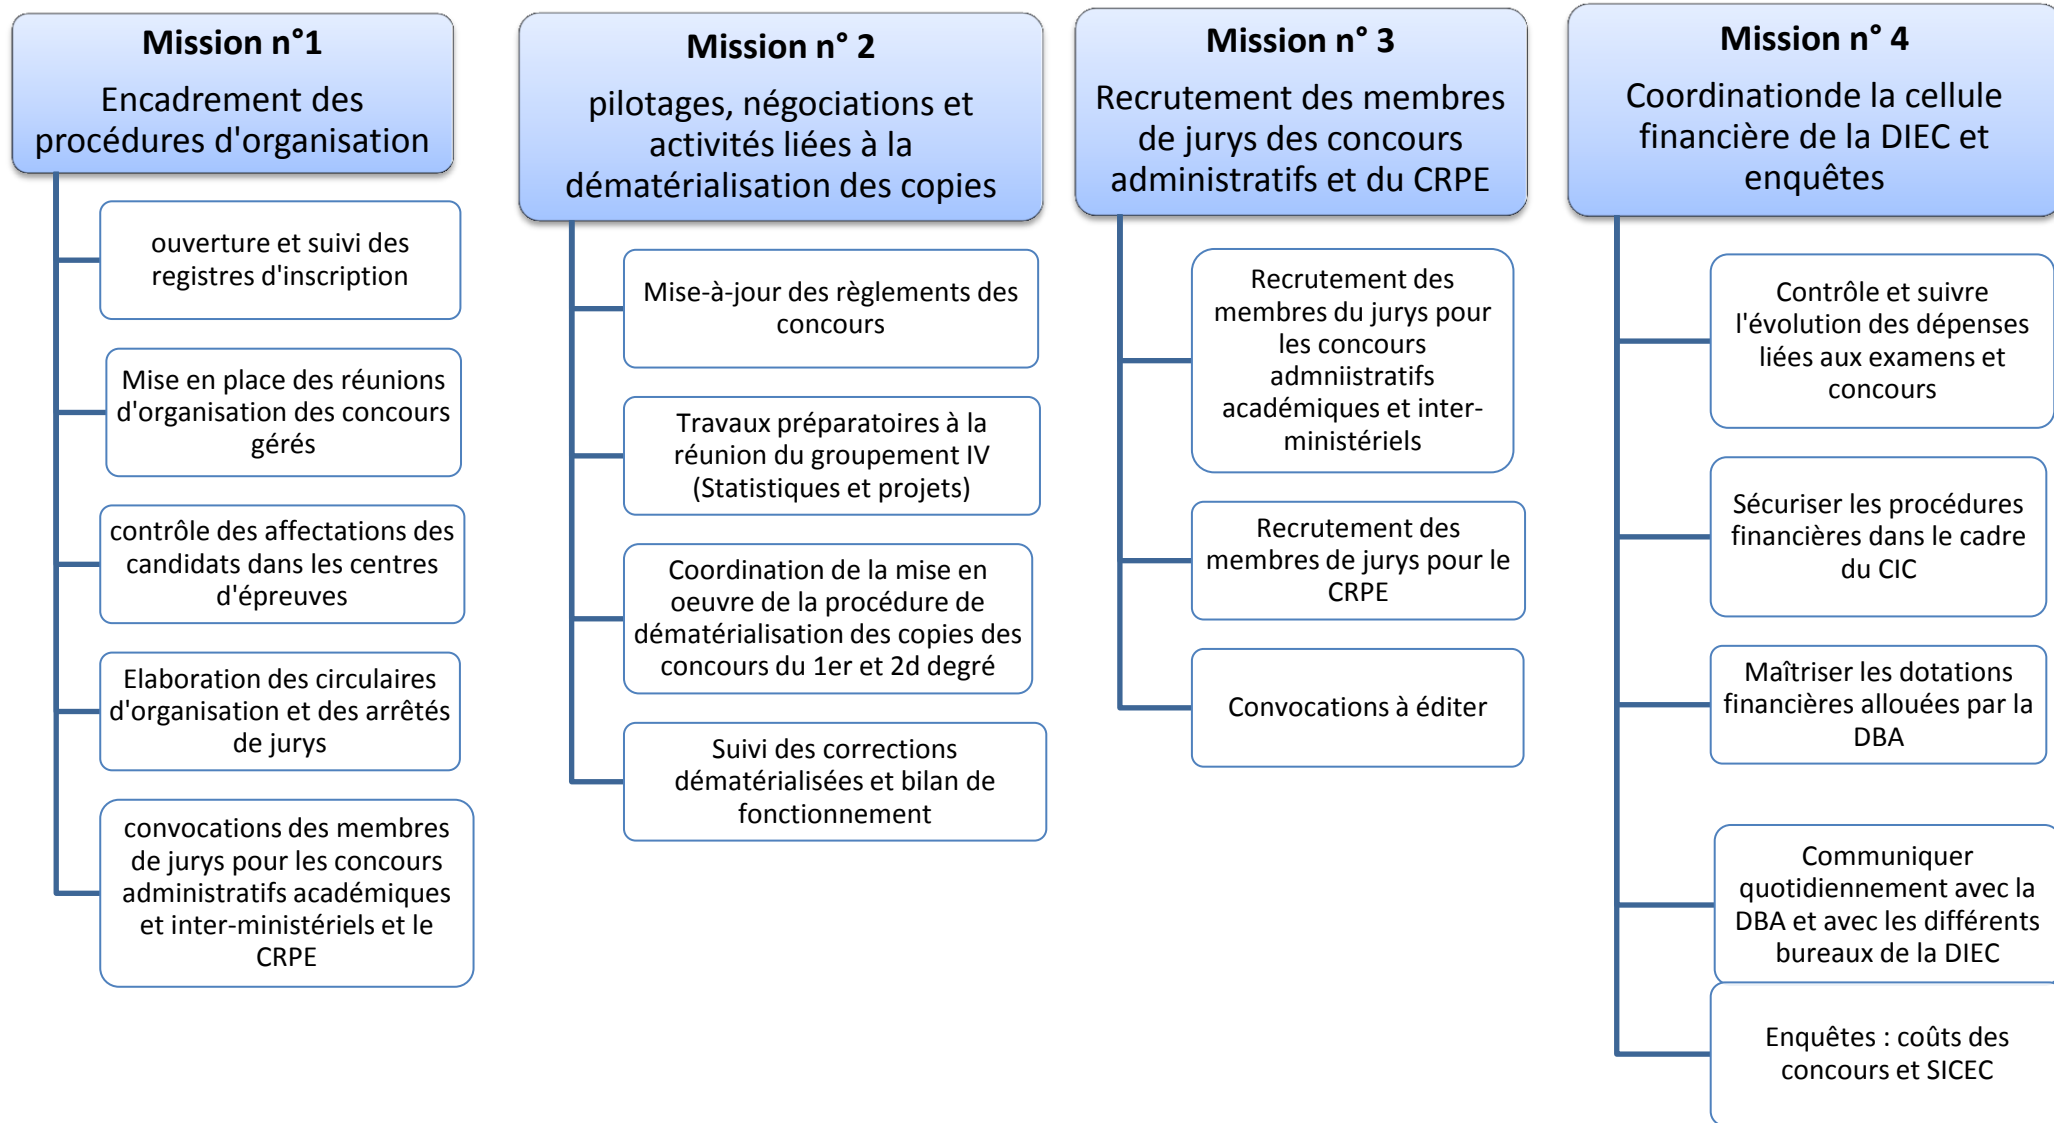 Mission n°1
Encadrement des
procédures d'organisation
ouverture et suivi des
registres d'inscription
Mise en place des réunions
d'organisation des concours
gérés
contrôle des affectations des
candidats dans les centres
d'épreuves
Elaboration des circulaires
d'organisation et des arrêtés
de jurys
convocations des membres
de jurys pour les concours
administratifs académiques
et inter-ministériels et le
CRPE
Mission n° 2
pilotages, négociations et
activités liées à la
dématérialisation des copies
Mise-à-jour des règlements des
concours
Travaux préparatoires à la
réunion du groupement IV
(Statistiques et projets)
Coordination de la mise en
oeuvre de la procédure de
dématérialisation des copies des
concours du 1er et 2d degré
Suivi des corrections
dématérialisées et bilan de
fonctionnement
Mission n° 3
Recrutement des membres
de jurys des concours
administratifs et du CRPE
Recrutement des
membres du jurys pour
les concours
admniistratifs
académiques et inter-
ministériels
Recrutement des
membres de jurys pour le
CRPE
Convocations à éditer
Mission n° 4
Coordinationde la cellule
financière de la DIEC et
enquêtes
Contrôle et suivre
l'évolution des dépenses
liées aux examens et
concours
Sécuriser les procédures
financières dans le cadre
du CIC
Maîtriser les dotations
financières allouées par la
DBA
Communiquer
quotidiennement avec la
DBA et avec les différents
bureaux de la DIEC
Enquêtes : coûts des
concours et SICEC